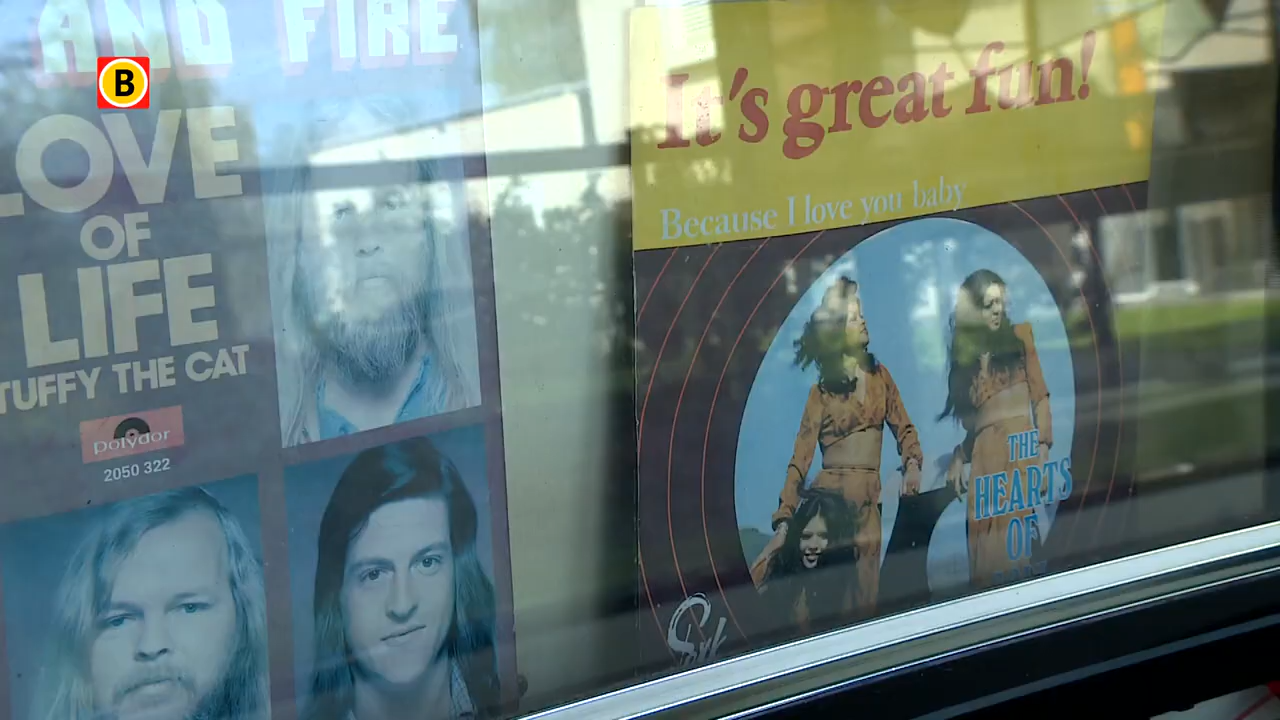 AND FIRE
B
LOVE
OF
LIFE
TUFFY THE CAT
polydor
2050 322
It's great fun!
Because I love you baby
THE
HEARTS
OF